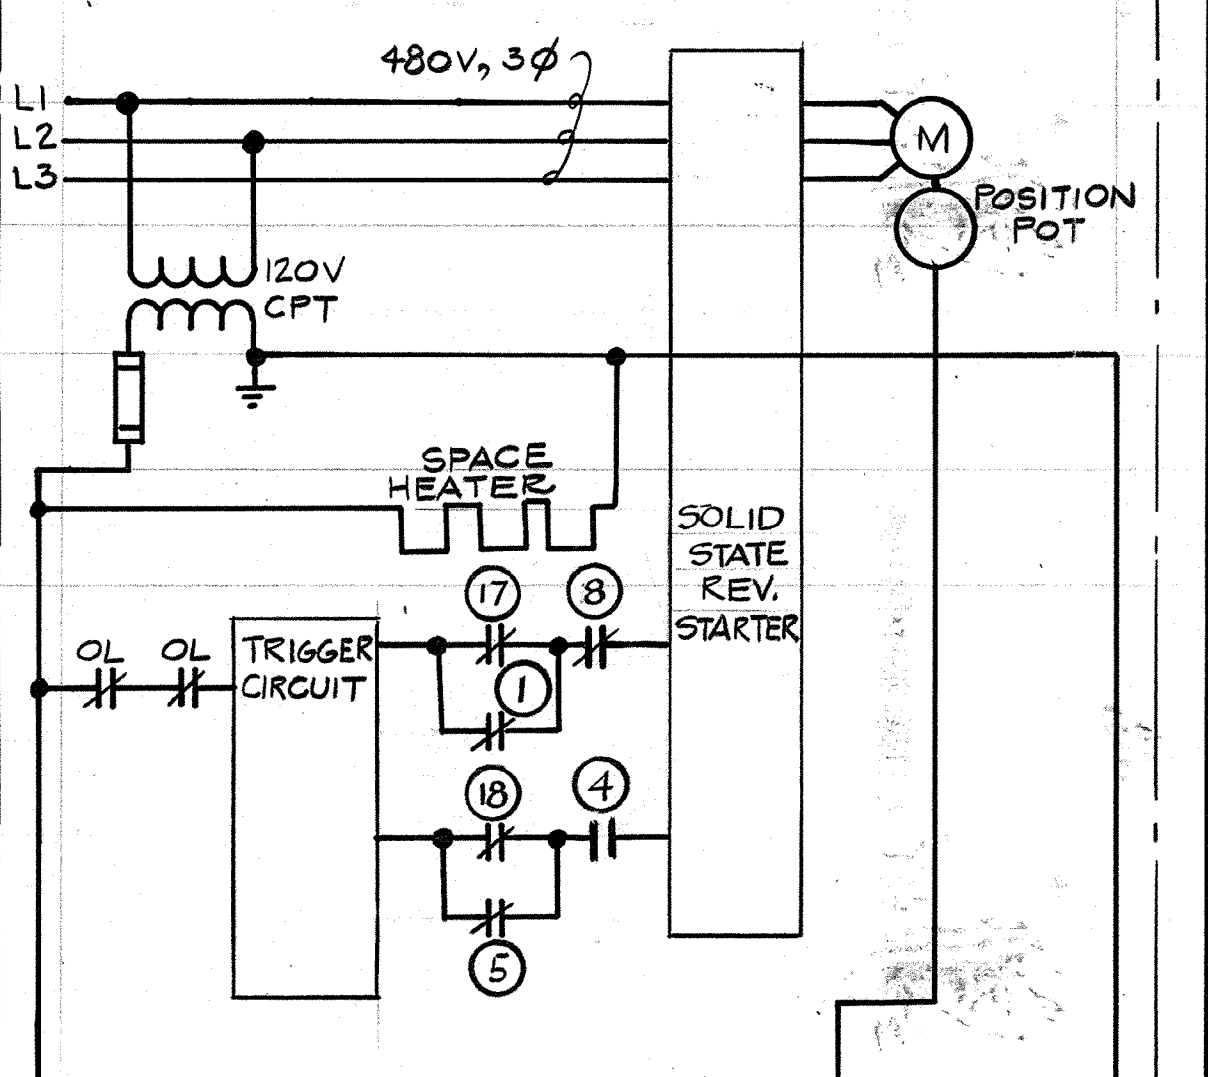 480V, 3Ø
L1
L2
L3
M
POSITION
POT
120V
CPT
SPACE
HEATER
SOLID
STATE
REV.
STARTER
17
8
OL OL
TRIGGER
CIRCUIT
1
18
4
5